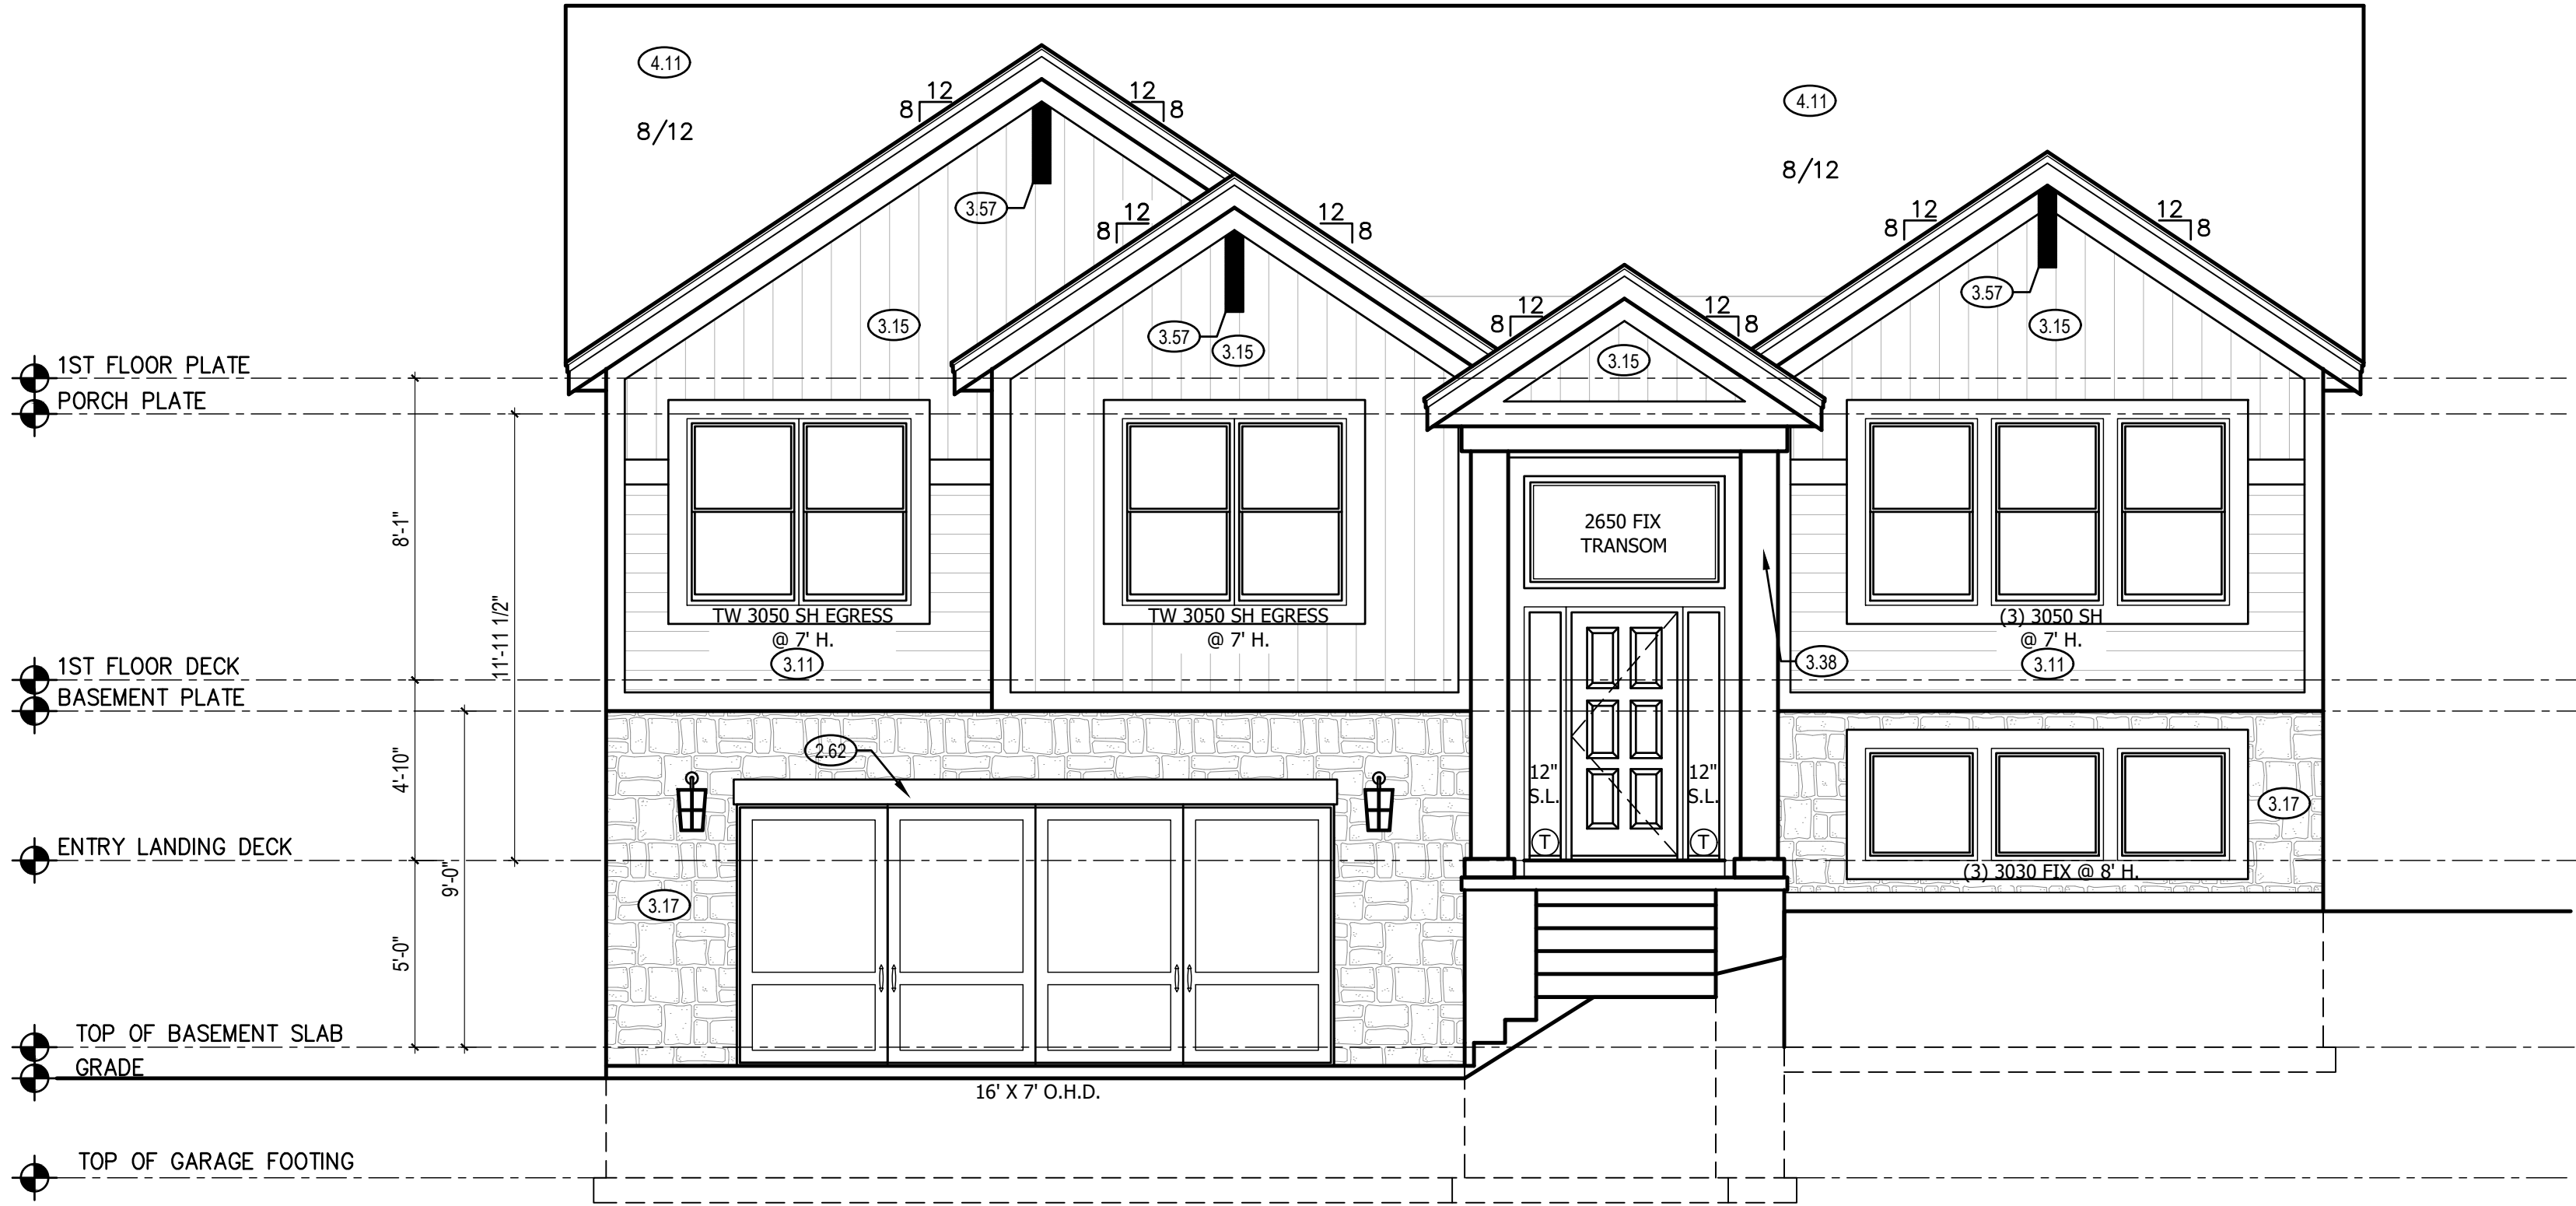 4.11
8/12
12
8
12
8
4.11
8/12
3.57
12
8
12
8
12
8
12
8
3.57
3.15
3.57
3.15
12
8
12
8
3.15
3.15
1ST FLOOR PLATE
PORCH PLATE
8'-1"
11'-11 1/2"
2650 FIX
TRANSOM
TW 3050 SH EGRESS
@ 7' H.
3.11
TW 3050 SH EGRESS
@ 7' H.
(3) 3050 SH
@ 7' H.
3.11
3.38
1ST FLOOR DECK
BASEMENT PLATE
4'-10"
2.62
12"
S.L.
T
12"
S.L.
T
3.17
ENTRY LANDING DECK
(3) 3030 FIX @ 8' H.
9'-0"
3.17
5'-0"
TOP OF BASEMENT SLAB
GRADE
16' X 7' O.H.D.
TOP OF GARAGE FOOTING